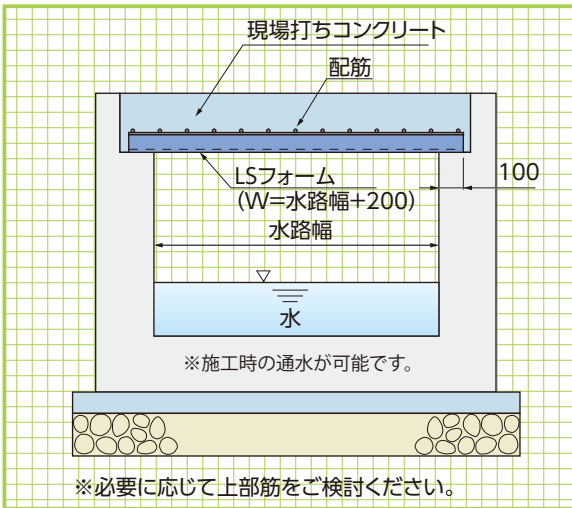 現場打ちコンクリート
配筋
100
LSフォーム
(W=水路幅+200)
水路幅
水
※施工時の通水が可能です。
※必要に応じて上部筋をご検討ください。